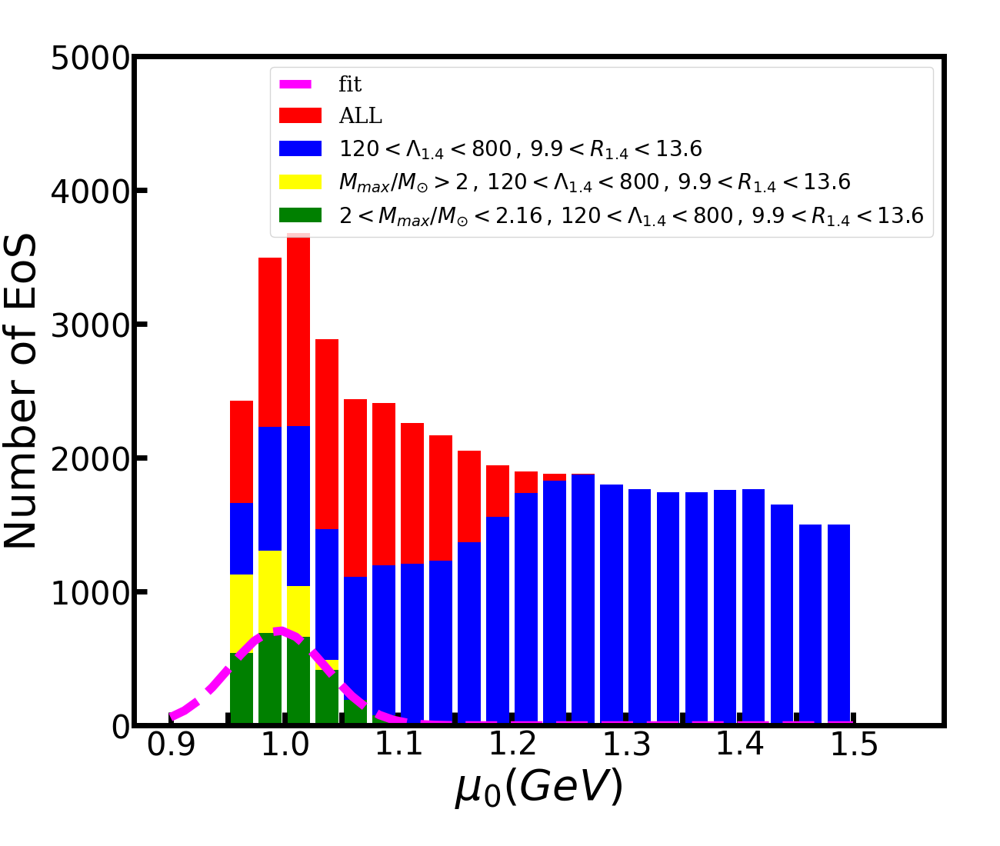 5000
4000
3000
2000
1000
0
Number of EoS
fit
ALL
120 < Λ₁.₄ < 800 , 9.9 < R₁.₄ < 13.6
Mₘₐₓ/M⊙ > 2 , 120 < Λ₁.₄ < 800 , 9.9 < R₁.₄ < 13.6
2 < Mₘₐₓ/M⊙ < 2.16 , 120 < Λ₁.₄ < 800 , 9.9 < R₁.₄ < 13.6
0.9 1.0 1.1 1.2 1.3 1.4 1.5
μ₀(GeV)